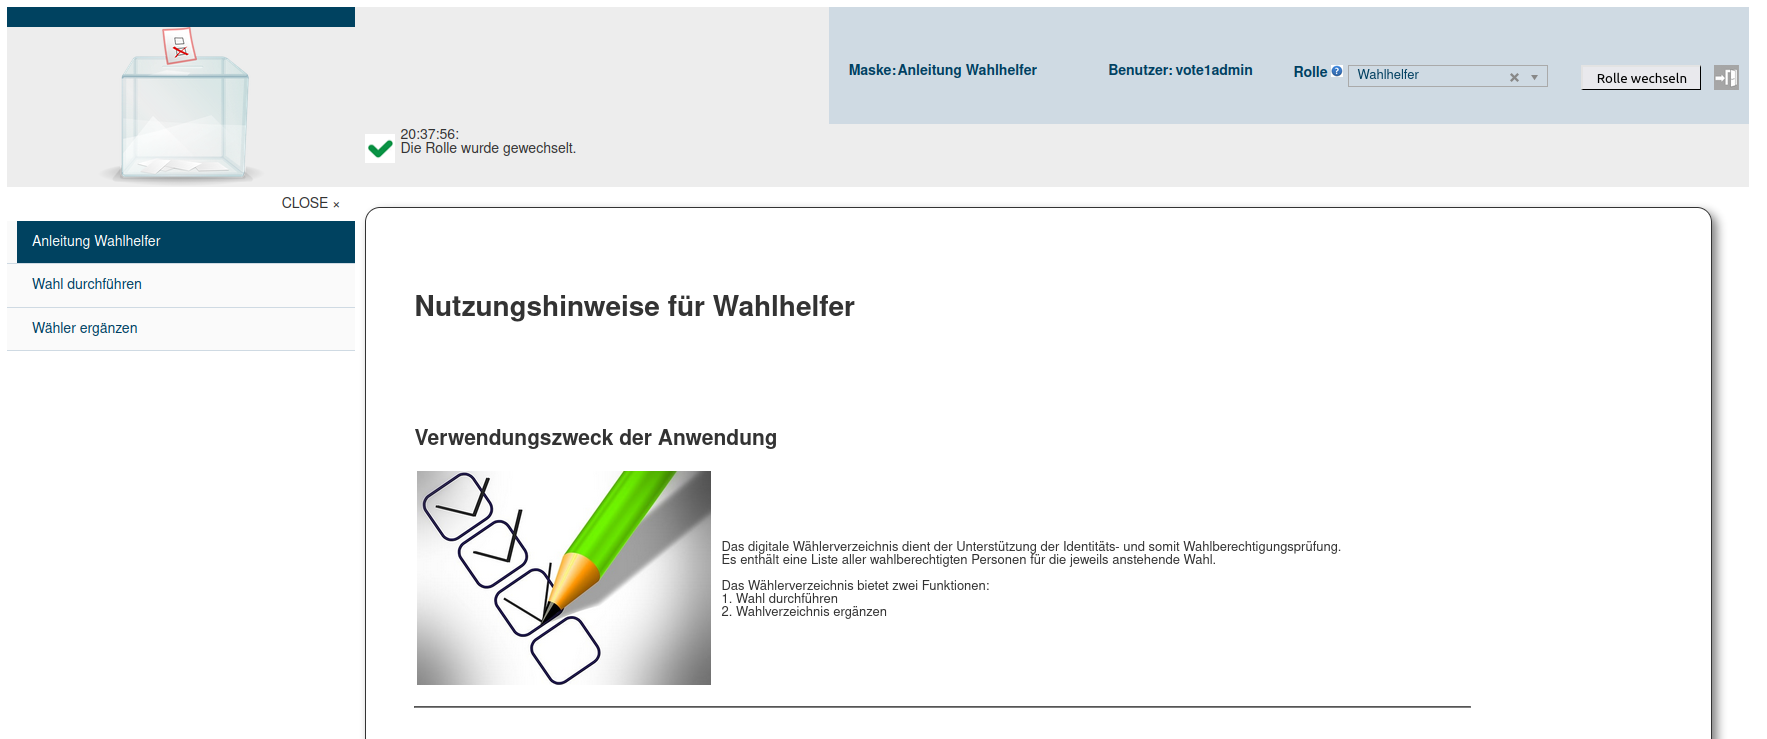 Maske: Anleitung Wahlhelfer
Benutzer: vote1admin
Rolle ? Wahlhelfer
Rolle wechseln
20:37:56:
Die Rolle wurde gewechselt.
CLOSE ×
Anleitung Wahlhelfer
Wahl durchführen
Wähler ergänzen
Nutzungshinweise für Wahlhelfer
Verwendungszweck der Anwendung
Das digitale Wählerverzeichnis dient der Unterstützung der Identitäts- und somit Wahlberechtigungsprüfung.
Es enthält eine Liste aller wahlberechtigten Personen für die jeweils anstehende Wahl.
Das Wählerverzeichnis bietet zwei Funktionen:
1. Wahl durchführen
2. Wahlverzeichnis ergänzen